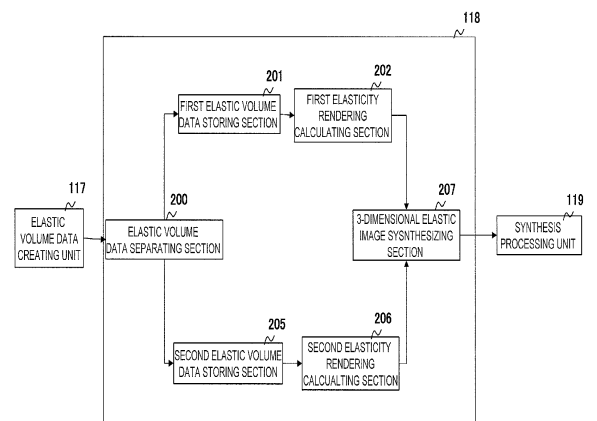 118
201
202
FIRST ELASTIC VOLUME
DATA STORING SECTION
FIRST ELASTICITY
RENDERING
CALCULATING SECTION
117
ELASTIC
VOLUME DATA
CREATING UNIT
200
ELASTIC VOLUME
DATA SEPARATING SECTION
207
3-DIMENSIONAL ELASTIC
IMAGE SYSNTHESIZING
SECTION
119
SYNTHESIS
PROCESSING UNIT
205
SECOND ELASTIC VOLUME
DATA STORING SECTION
206
SECOND ELASTICITY
RENDERING
CALCUALTING SECTION